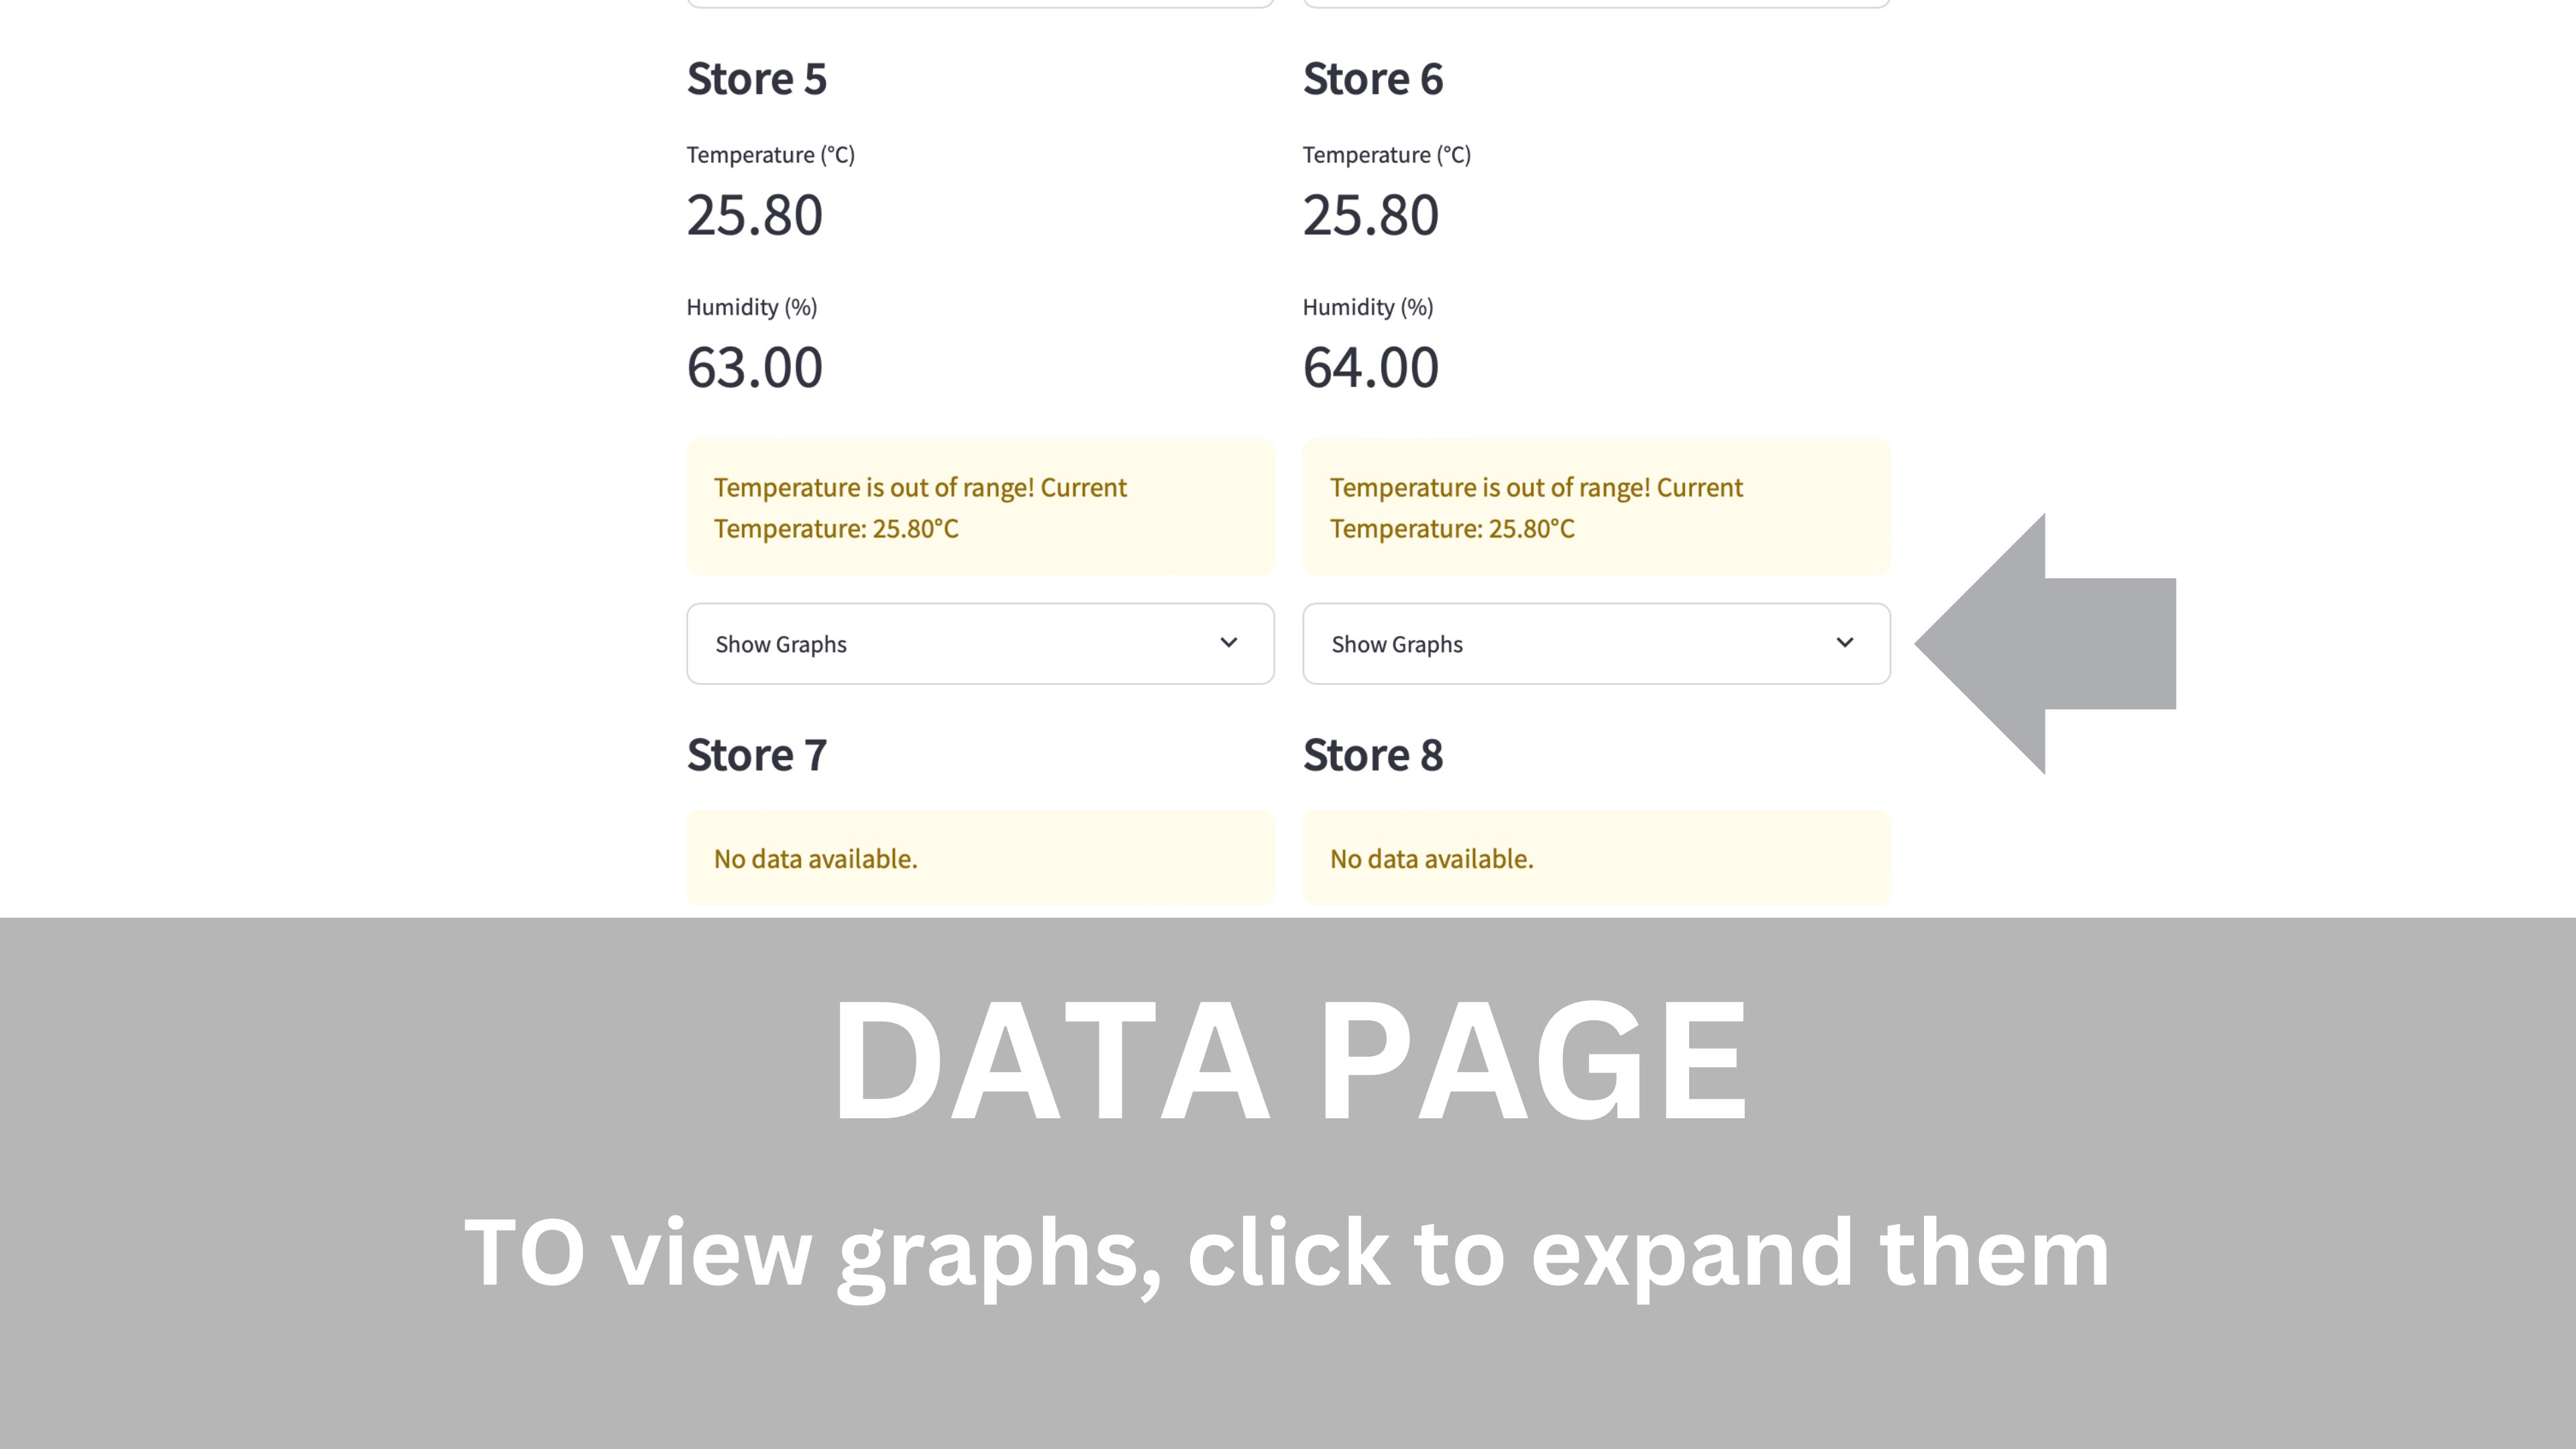 Store 5
Temperature (°C)
25.80
Humidity (%)
63.00
Temperature is out of range! Current
Temperature: 25.80°C
Show Graphs
Store 6
Temperature (°C)
25.80
Humidity (%)
64.00
Temperature is out of range! Current
Temperature: 25.80°C
Show Graphs
Store 7
No data available.
Store 8
No data available.
DATA PAGE
TO view graphs, click to expand them